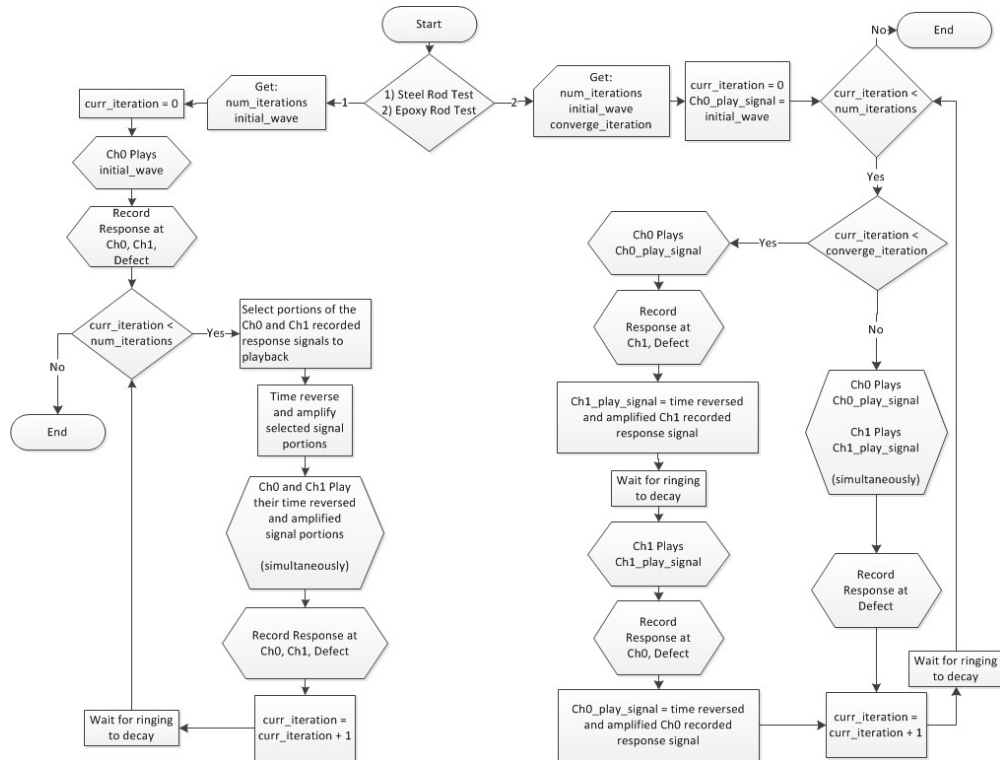 Start
1) Steel Rod Test
2) Epoxy Rod Test
1
2
Get:
num_iterations
initial_wave
curr_iteration = 0
Ch0 Plays
initial_wave
Record
Response at
Ch0, Ch1,
Defect
curr_iteration <
num_iterations
Yes
No
End
Select portions of the
Ch0 and Ch1 recorded
response signals to
playback
Time reverse
and amplify
selected signal
portions
Ch0 and Ch1 Play
their time reversed
and amplified
signal portions
(simultaneously)
Record Response at
Ch0, Ch1, Defect
curr_iteration =
curr_iteration + 1
Wait for ringing
to decay
Get:
num_iterations
initial_wave
converge_iteration
curr_iteration = 0
Ch0_play_signal =
initial_wave
curr_iteration <
num_iterations
No
End
Yes
curr_iteration <
converge_iteration
Yes
Ch0 Plays
Ch0_play_signal
Record
Response at
Ch1, Defect
Ch1_play_signal = time reversed
and amplified Ch1 recorded
response signal
Wait for ringing
to decay
Ch1 Plays
Ch1_play_signal
Record
Response at
Ch0, Defect
Ch0_play_signal = time reversed
and amplified Ch0 recorded
response signal
No
Ch0 Plays
Ch0_play_signal
Ch1 Plays
Ch1_play_signal
(simultaneously)
Record
Response at
Defect
curr_iteration =
curr_iteration + 1
Wait for ringing
to decay